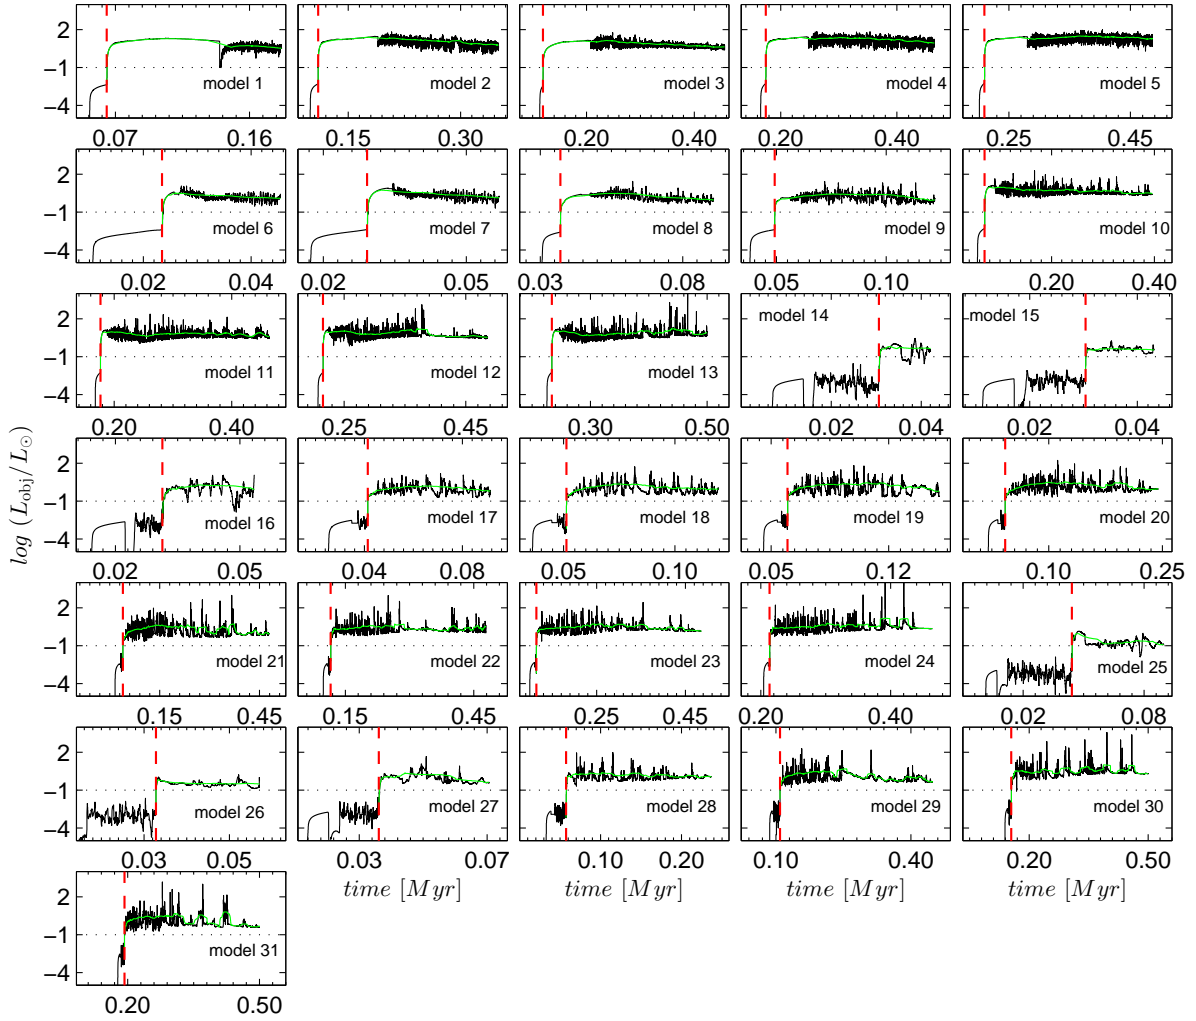 2
−1
−4
model 1
model 2
model 3
model 4
model 5
0.07 0.16
0.15 0.30
0.20 0.40
0.20 0.40
0.25 0.45
2
−1
−4
model 6
model 7
model 8
model 9
model 10
0.02 0.04
0.02 0.05
0.03 0.08
0.05 0.10
0.20 0.40
2
−1
−4
model 11
model 12
model 13
model 14
model 15
0.20 0.40
0.25 0.45
0.30 0.50
0.02 0.04
0.02 0.04
log (L_obj/L_⊙)
2
−1
−4
model 16
model 17
model 18
model 19
model 20
0.02 0.05
0.04 0.09
0.05 0.10
0.05 0.12
0.10 0.25
2
−1
−4
model 21
model 22
model 23
model 24
model 25
0.15 0.45
0.15 0.45
0.25 0.45
0.20 0.40
0.02 0.08
2
−1
−4
model 26
model 27
model 28
model 29
model 30
0.03 0.05
0.03 0.07
0.10 0.20
0.10 0.40
0.20 0.50
time [Myr]
time [Myr]
time [Myr]
time [Myr]
2
−1
−4
model 31
0.20 0.50